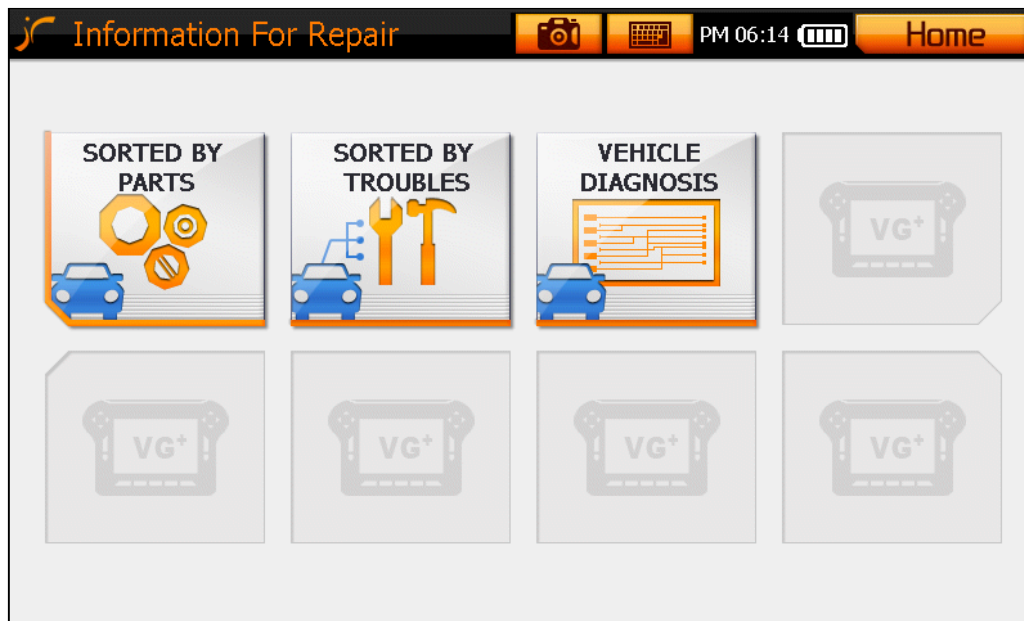 Information For Repair
PM 06:14
Home
SORTED BY
PARTS
SORTED BY
TROUBLES
VEHICLE
DIAGNOSIS
VG+
VG+
VG+
VG+
VG+